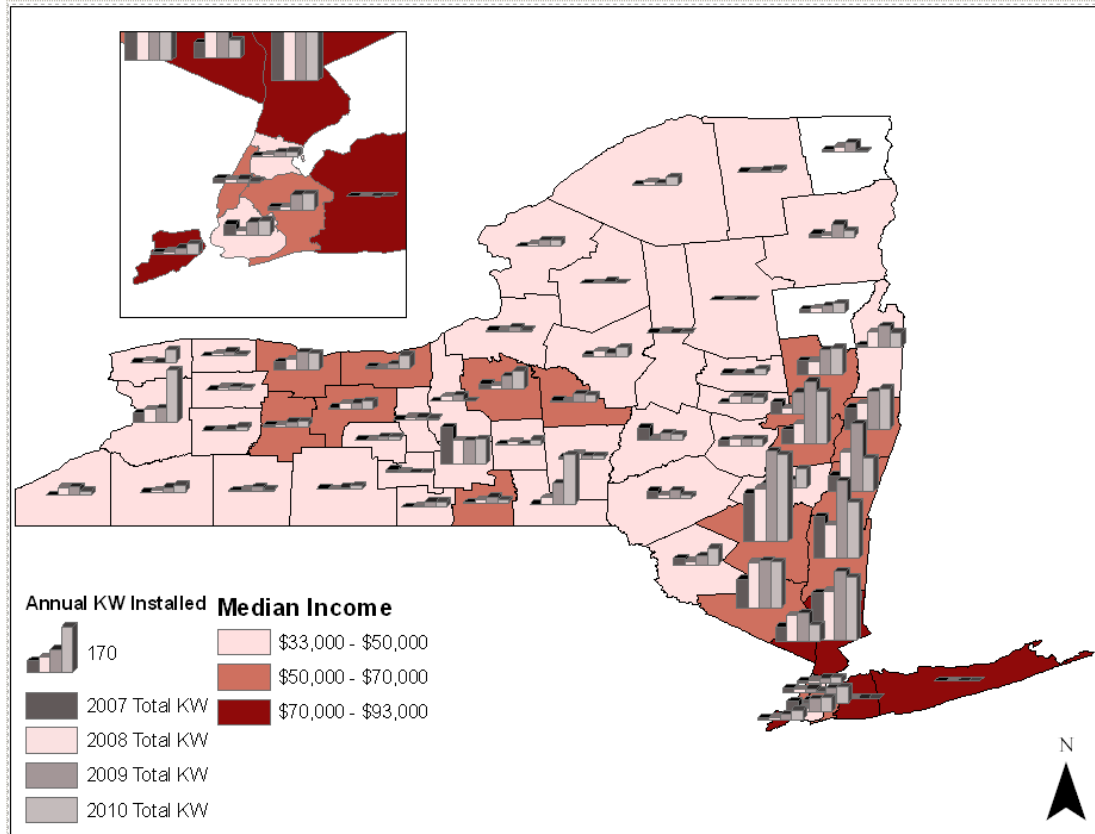 Annual KW Installed
170
2007 Total KW
2008 Total KW
2009 Total KW
2010 Total KW
Median Income
$33,000 - $50,000
$50,000 - $70,000
$70,000 - $93,000
N